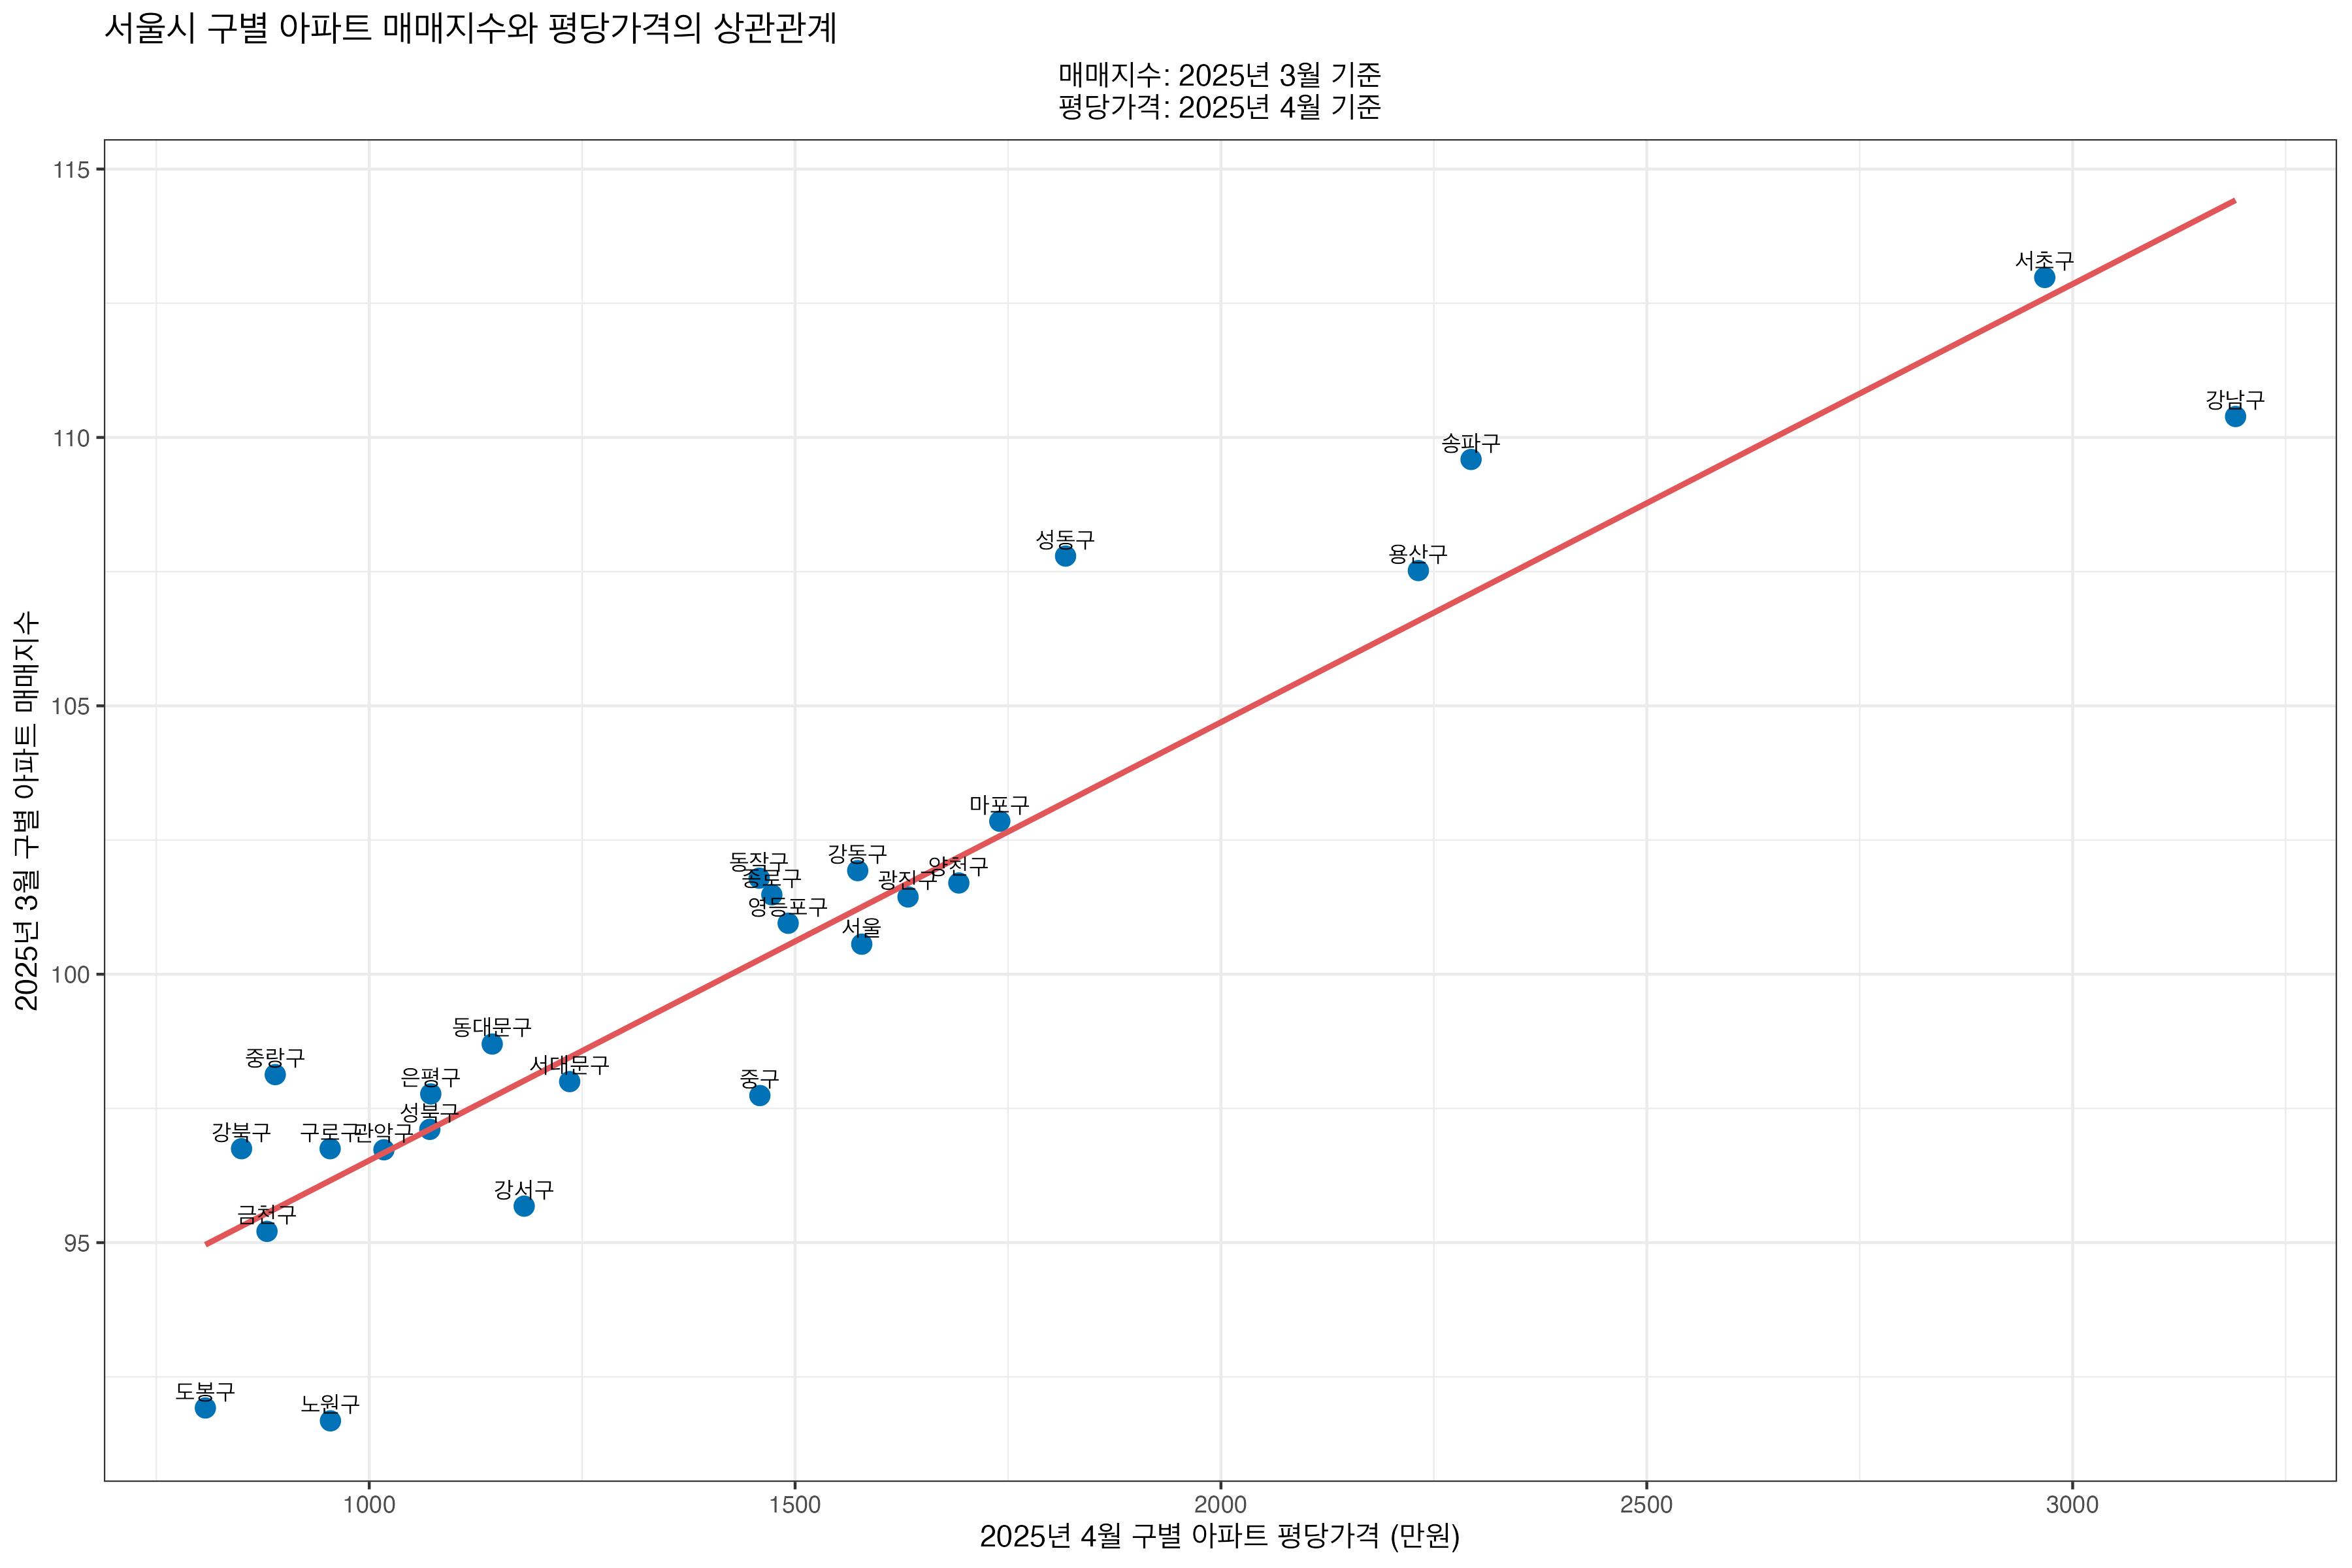 서울시 구별 아파트 매매지수와 평당가격의 상관관계
매매지수: 2025년 3월 기준
평당가격: 2025년 4월 기준
115
110
105
100
95
2025년 3월 구별 아파트 매매지수
서초구
강남구
송파구
성동구
용산구
마포구
동작구
강동구
양천구
종로구
광진구
영등포구
서울
동대문구
중랑구
서대문구
은평구
중구
성북구
강북구
구로구
관악구
강서구
금천구
도봉구
노원구
1000
1500
2000
2500
3000
2025년 4월 구별 아파트 평당가격 (만원)